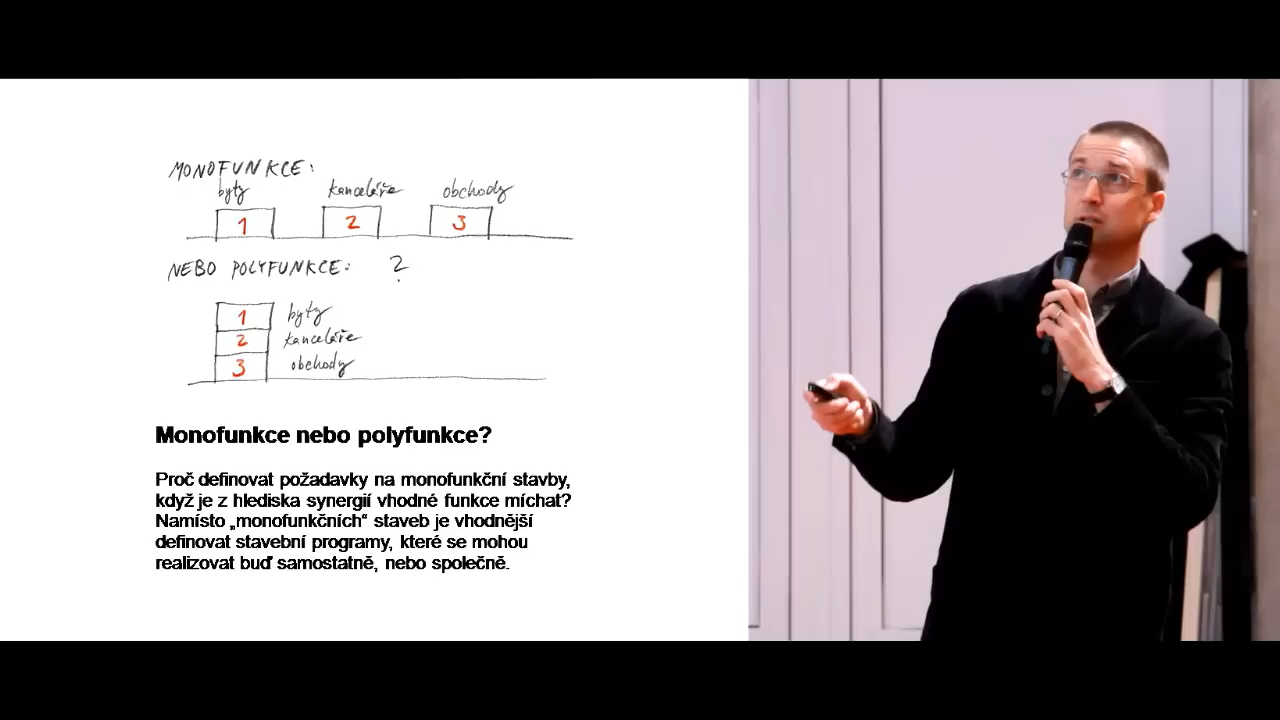 MONOFUNKCE:
byty kanceláře obchody
1 2 3
NEBO POLYFUNKCE: ?
1 byty
2 kanceláře
3 obchody
Monofunkce nebo polyfunkce?
Proč definovat požadavky na monofunkční stavby,
když je z hlediska synergií vhodné funkce míchat?
Namísto „monofunkčních“ staveb je vhodnější
definovat stavební programy, které se mohou
realizovat buď samostatně, nebo společně.